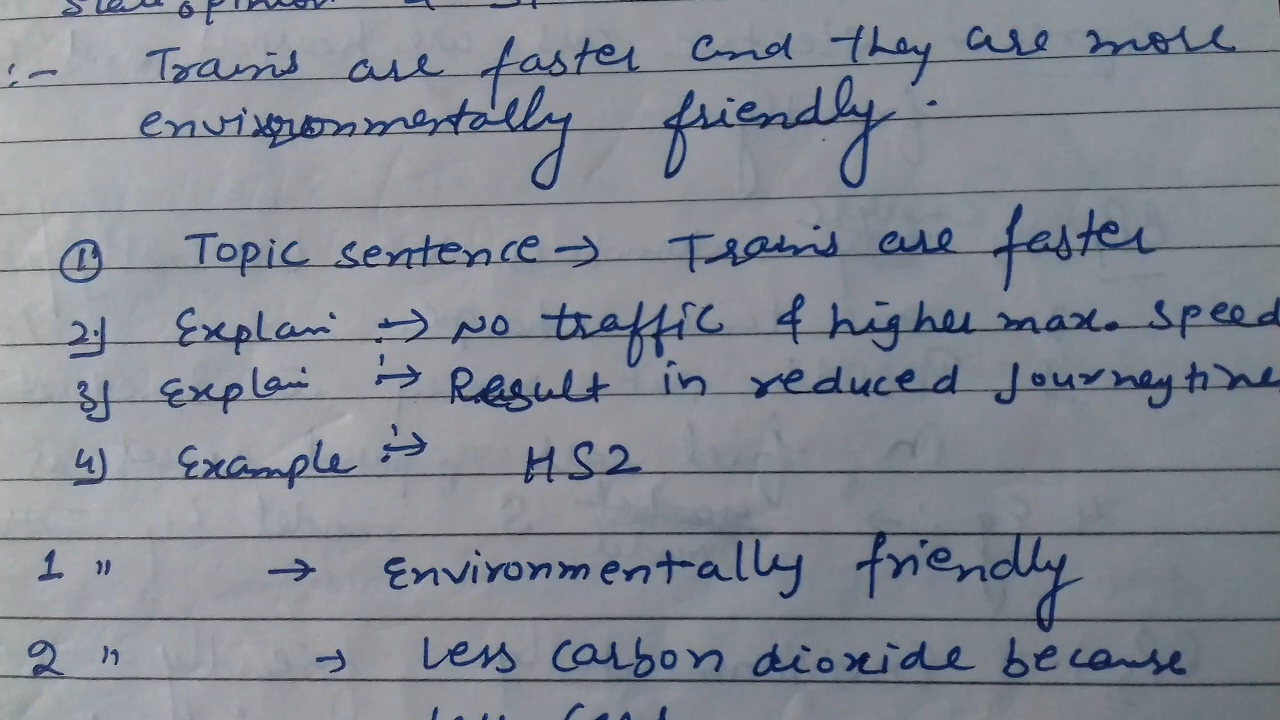 :- Trains are faster and they are more
environmentally friendly.
① Topic sentence → Trains are faster
2) Explain :→ No traffic & higher max. speed
3) Explain :→ Result in reduced Journey time
4) Example :→ HS2
1 " → Environmentally friendly
2 " → Less carbon dioxide because